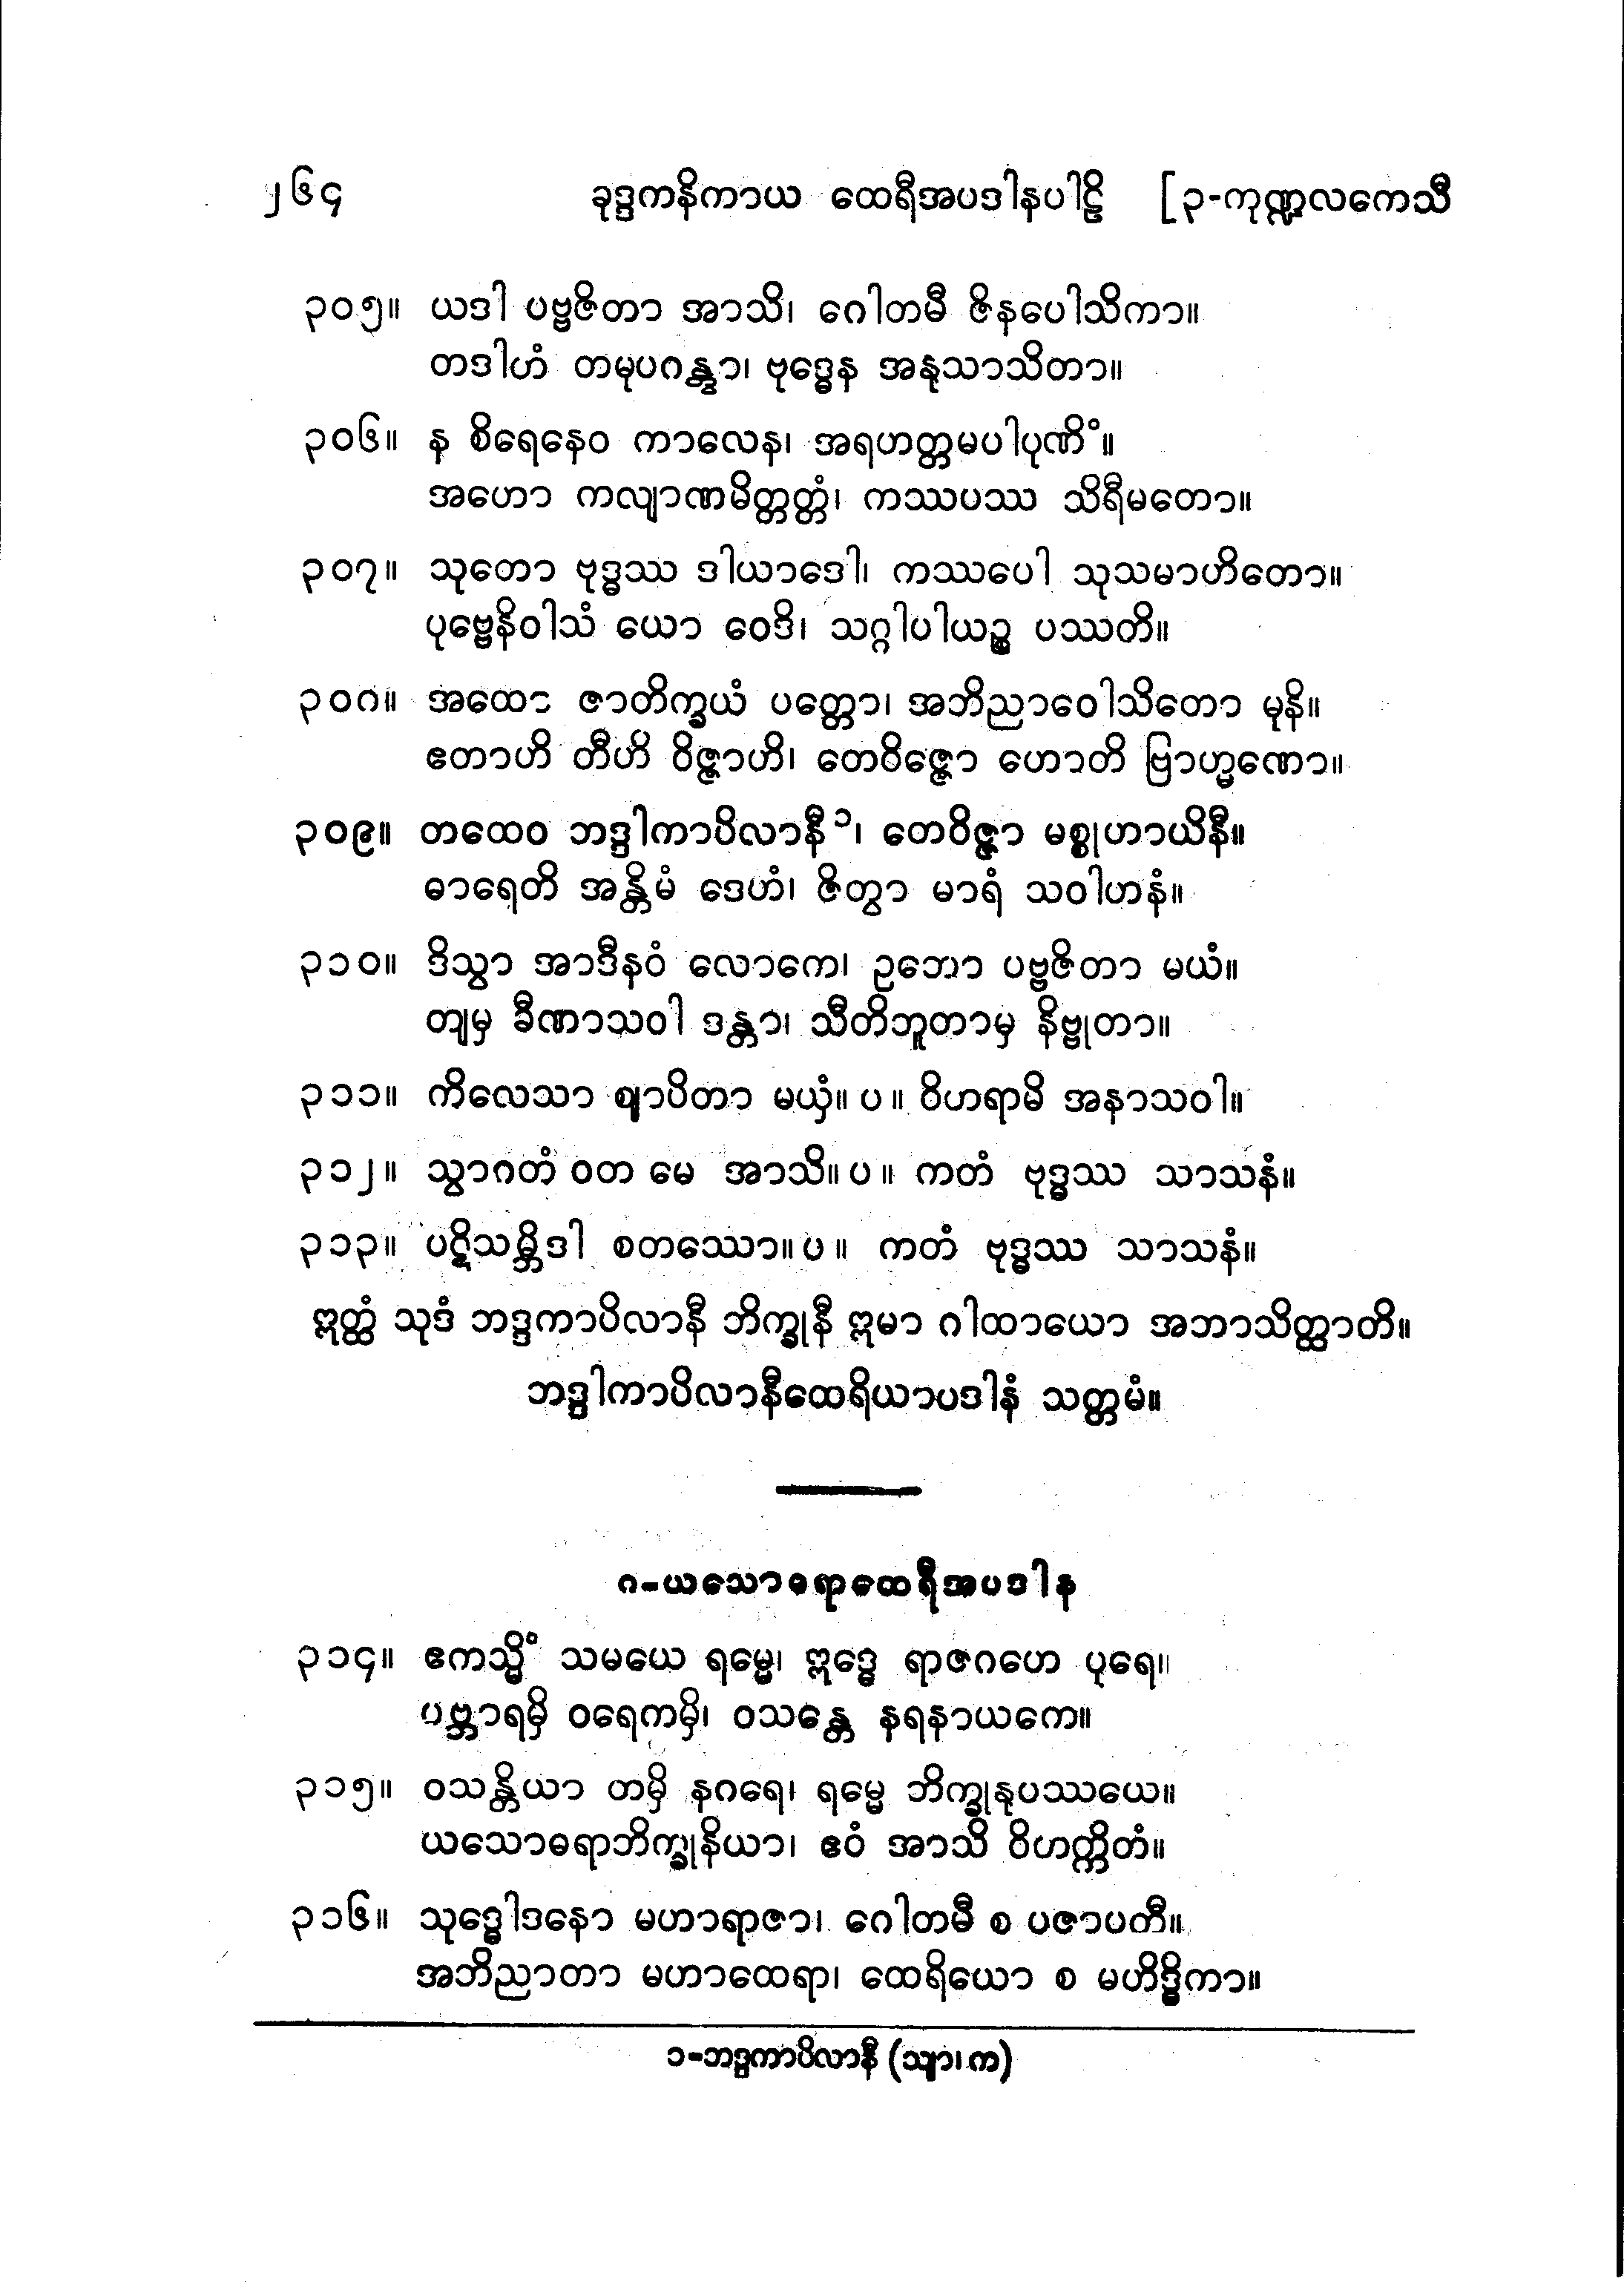 ၂၆၄ ခုဒ္ဒကနိကာယ ထေရီအပဒါနပါဠိ [၃-ကုဏ္ဍလကေသီ
၃၀၅။ ယဒါ ပဗ္ဗဇိတာ အာသိ၊ ဂေါတမီ ဇိနပေါသိကာ။
တဒါဟံ တမုပဂန္တွာ၊ ဗုဒ္ဓေန အနုသာသိတာ။
၃၀၆။ န စိရေနေဝ ကာလေန၊ အရဟတ္တမပါပုဏိံ။
အဟော ကလျာဏမိတ္တတ္တံ၊ ကဿပဿ သိရီမတော။
၃၀၇။ သုတော ဗုဒ္ဓဿ ဒါယာဒေါ၊ ကဿပေါ သုသမာဟိတော။
ပုဗ္ဗေနိဝါသံ ယော ဝေဒိ၊ သဂ္ဂါပါယဉ္စ ပဿတိ။
၃၀၈။ အထော ဇာတိက္ခယံ ပတ္တော၊ အဘိညာဝေါသိတော မုနိ။
ဧတာဟိ တီဟိ ဝိဇ္ဇာဟိ၊ တေဝိဇ္ဇော ဟောတိ ဗြာဟ္မဏော။
၃၀၉။ တထေဝ ဘဒ္ဒါကာပိလာနီ ၁၊ တေဝိဇ္ဇာ မစ္စုဟာယိနီ။
ဓာရေတိ အန္တိမံ ဒေဟံ၊ ဇိတွာ မာရံ သဝါဟနံ။
၃၁၀။ ဒိသွာ အာဒီနဝံ လောကေ၊ ဥဘော ပဗ္ဗဇိတာ မယံ။
တျမှ ခီဏာသဝါ ဒန္တာ၊ သီတိဘူတာမှ နိဗ္ဗုတာ။
၃၁၁။ ကိလေသာ ဈာပိတာ မယှံ။ ပ ။ ဝိဟရာမိ အနာသဝါ။
၃၁၂။ သွာဂတံ ဝတ မေ အာသိ။ ပ ။ ကတံ ဗုဒ္ဓဿ သာသနံ။
၃၁၃။ ပဋိသမ္ဘိဒါ စတဿော။ ပ ။ ကတံ ဗုဒ္ဓဿ သာသနံ။
ဣတ္ထံ သုဒံ ဘဒ္ဒကာပိလာနီ ဘိက္ခုနီ ဣမာ ဂါထာယော အဘာသိတ္ထာတိ။
ဘဒ္ဒါကာပိလာနီထေရိယာပဒါနံ သတ္တမံ။
၈-ယသောဓရာထေရီအပဒါန
၃၁၄။ ဧကသ္မိံ သမယေ ရမ္မေ၊ ဣဒ္ဓေ ရာဇဂဟေ ပုရေ။
ပဗ္ဘာရမှိ ဝရေကမှိ၊ ဝသန္တေ နရနာယကေ။
၃၁၅။ ဝသန္တိယာ တမှိ နဂရေ၊ ရမ္မေ ဘိက္ခုနုပဿယေ။
ယသောဓရာဘိက္ခုနိယာ၊ ဧဝံ အာသိ ဝိတက္ကိတံ။
၃၁၆။ သုဒ္ဓေါဒနော မဟာရာဇာ၊ ဂေါတမီ စ ပဇာပတီ။
အဘိညာတာ မဟာထေရာ၊ ထေရိယော စ မဟိဒ္ဓိကာ။
၁-ဘဒ္ဒကာပိလာနီ (သျာ၊ က)